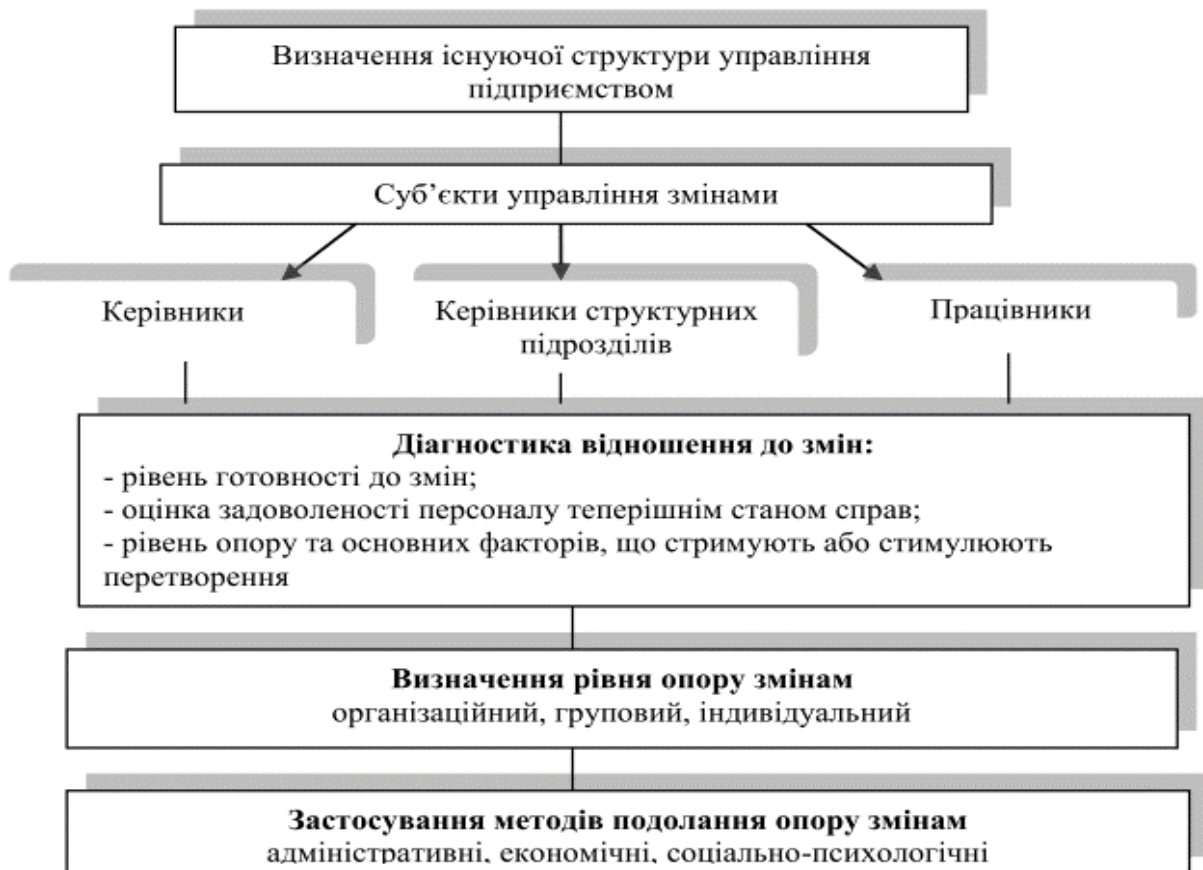 Визначення існуючої структури управління
підприємством
Суб’єкти управління змінами
Керівники
Керівники структурних
підрозділів
Працівники
Діагностика відношення до змін:
- рівень готовності до змін;
- оцінка задоволеності персоналу теперішнім станом справ;
- рівень опору та основних факторів, що стримують або стимулюють
перетворення
Визначення рівня опору змінам
організаційний, груповий, індивідуальний
Застосування методів подолання опору змінам
адміністративні, економічні, соціально-психологічні